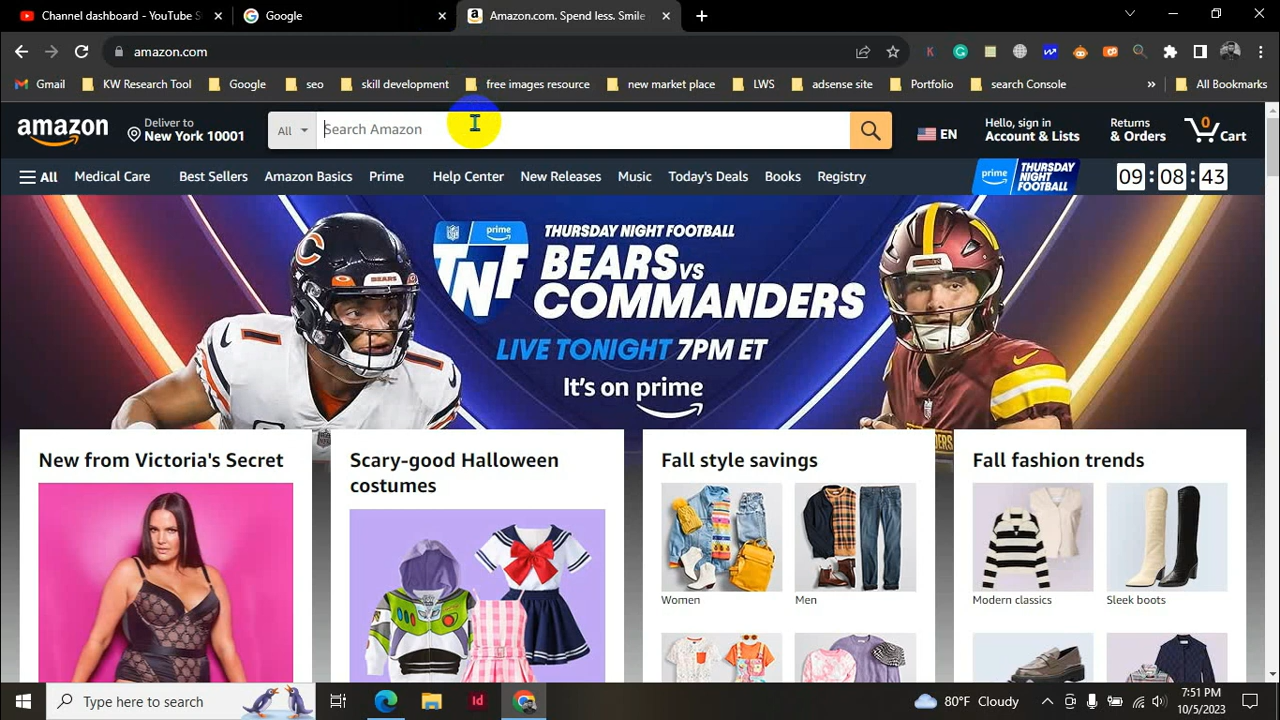 Channel dashboard - YouTube S
Google
Amazon.com. Spend less. Smile
amazon.com
Gmail
KW Research Tool
Google
seo
skill development
free images resource
new market place
LWS
adsense site
Portfolio
search Console
»
All Bookmarks
amazon
Deliver to
New York 10001
All
Search Amazon
EN
Hello, sign in
Account & Lists
Returns
& Orders
0
Cart
All
Medical Care
Best Sellers
Amazon Basics
Prime
Help Center
New Releases
Music
Today's Deals
Books
Registry
prime
THURSDAY
NIGHT
FOOTBALL
09 : 08 : 43
NFL
prime
TNF
THURSDAY NIGHT FOOTBALL
BEARS VS
COMMANDERS
LIVE TONIGHT 7PM ET
It's on prime
BEARS
1
1
New from Victoria's Secret
Scary-good Halloween
costumes
Fall style savings
Women
Men
Fall fashion trends
Modern classics
Sleek boots
Type here to search
Id
80°F Cloudy
7:51 PM
10/5/2023